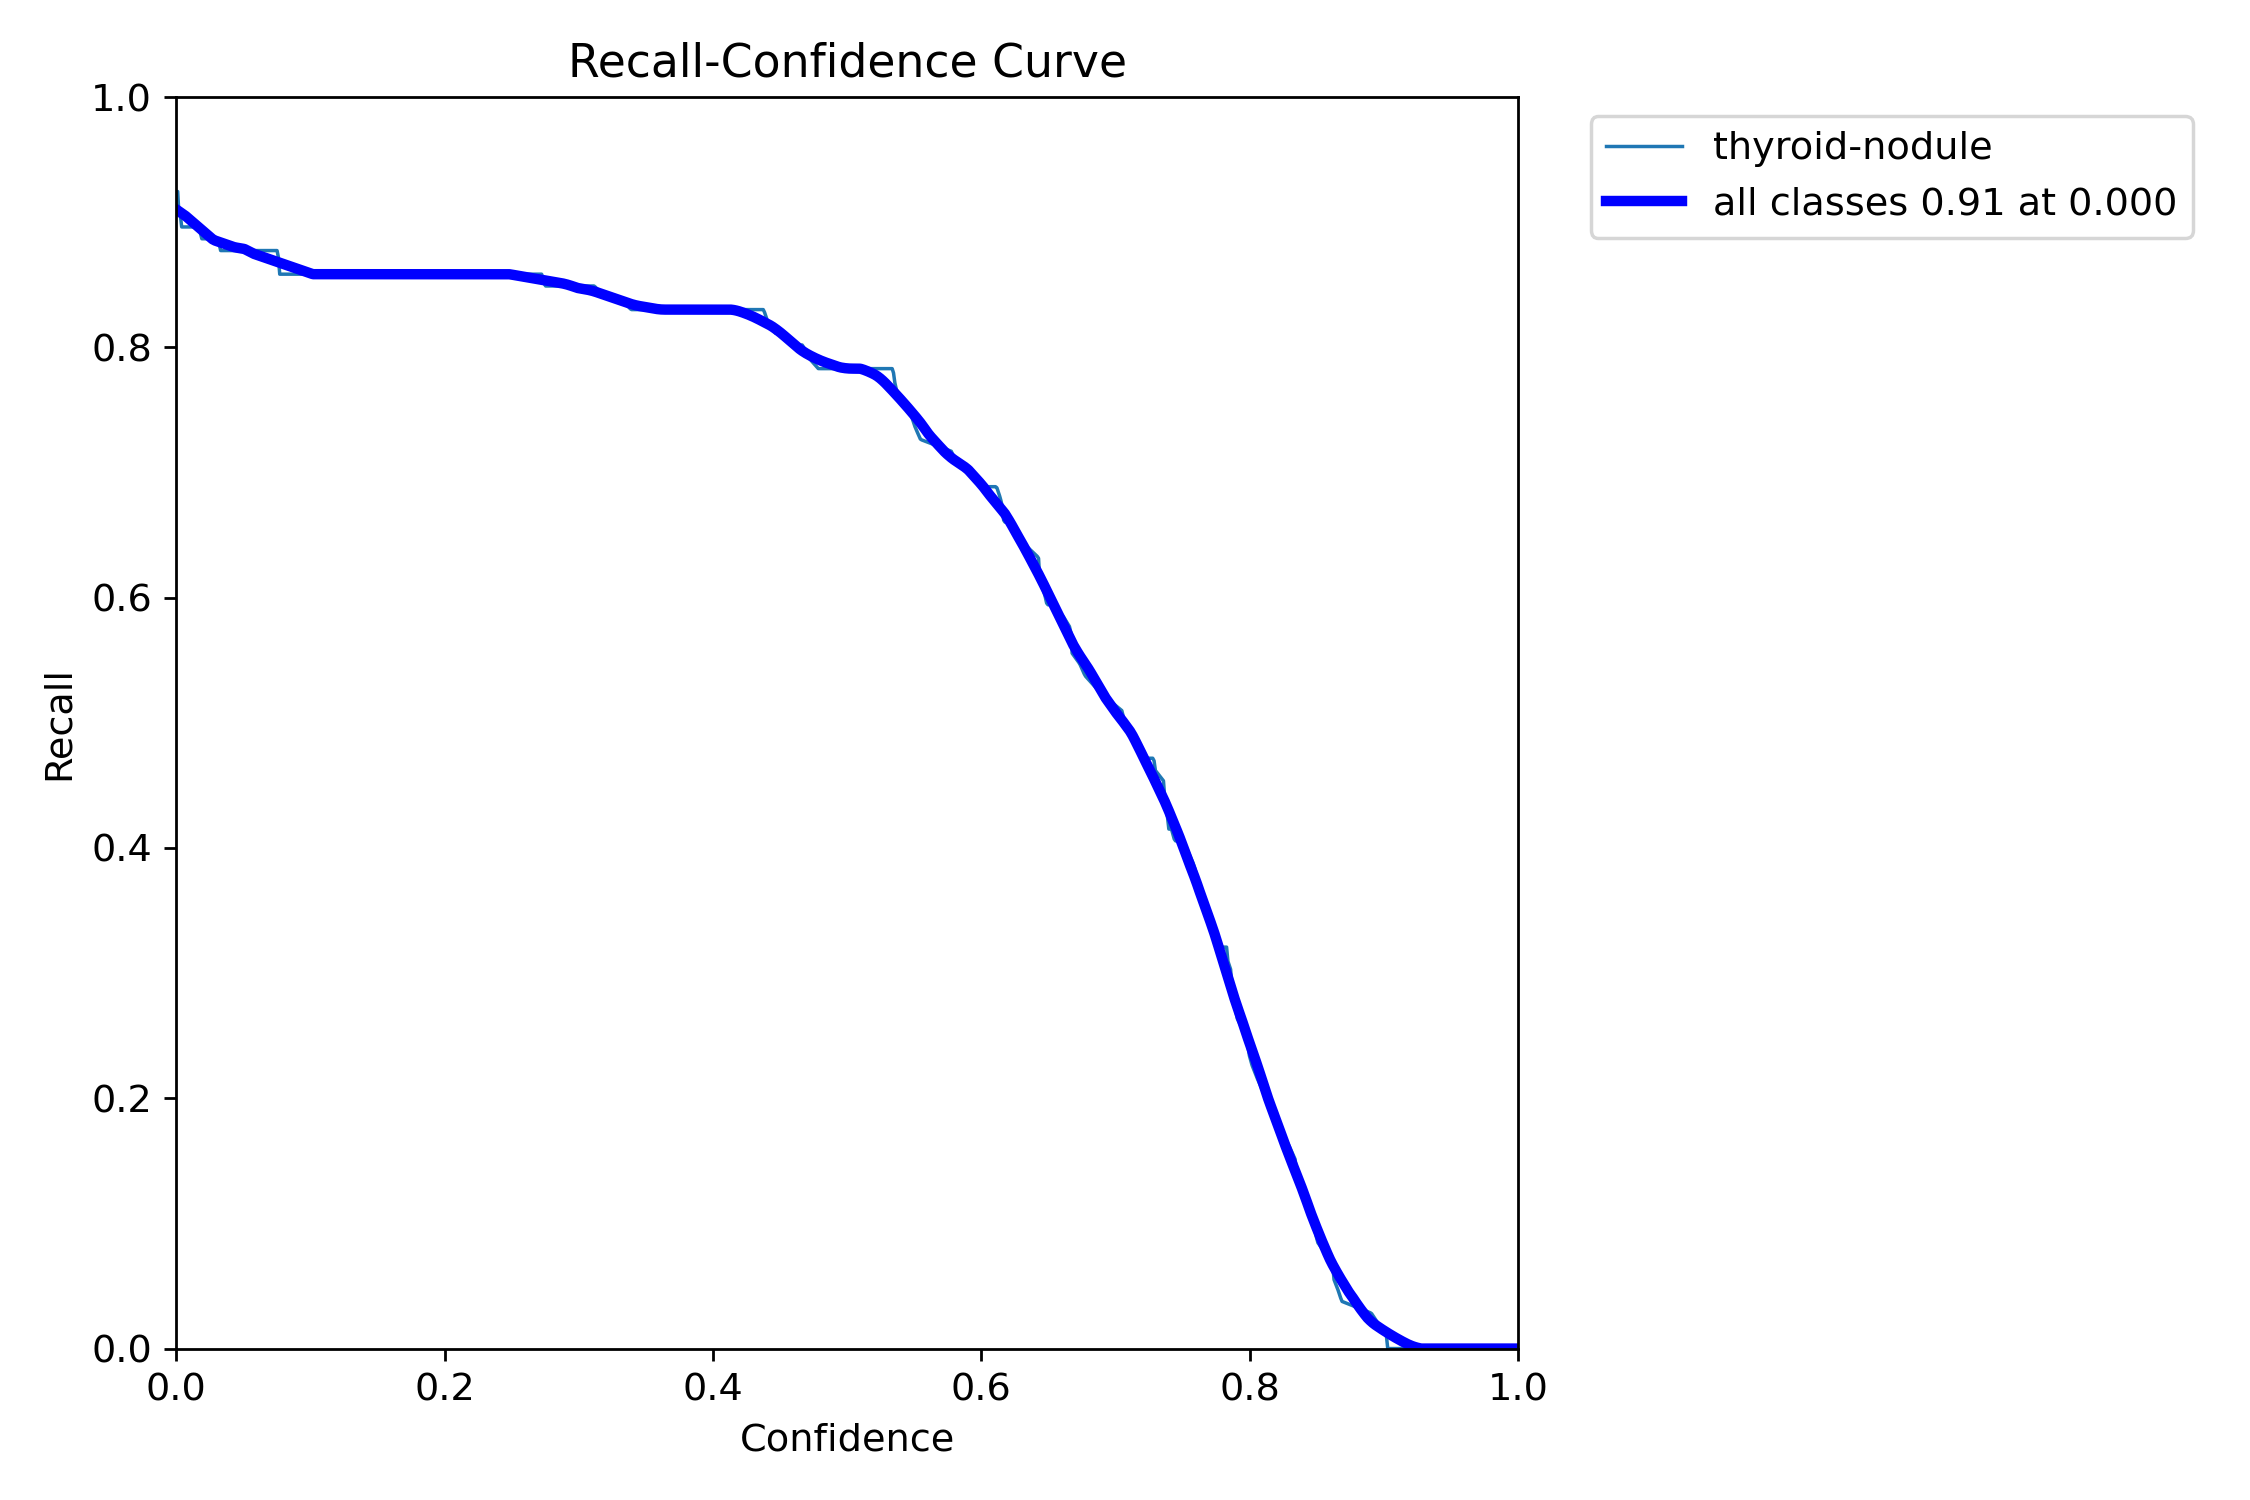 Recall-Confidence Curve
1.0
0.8
0.6
0.4
0.2
0.0
Recall
0.0 0.2 0.4 0.6 0.8 1.0
Confidence
thyroid-nodule
all classes 0.91 at 0.000